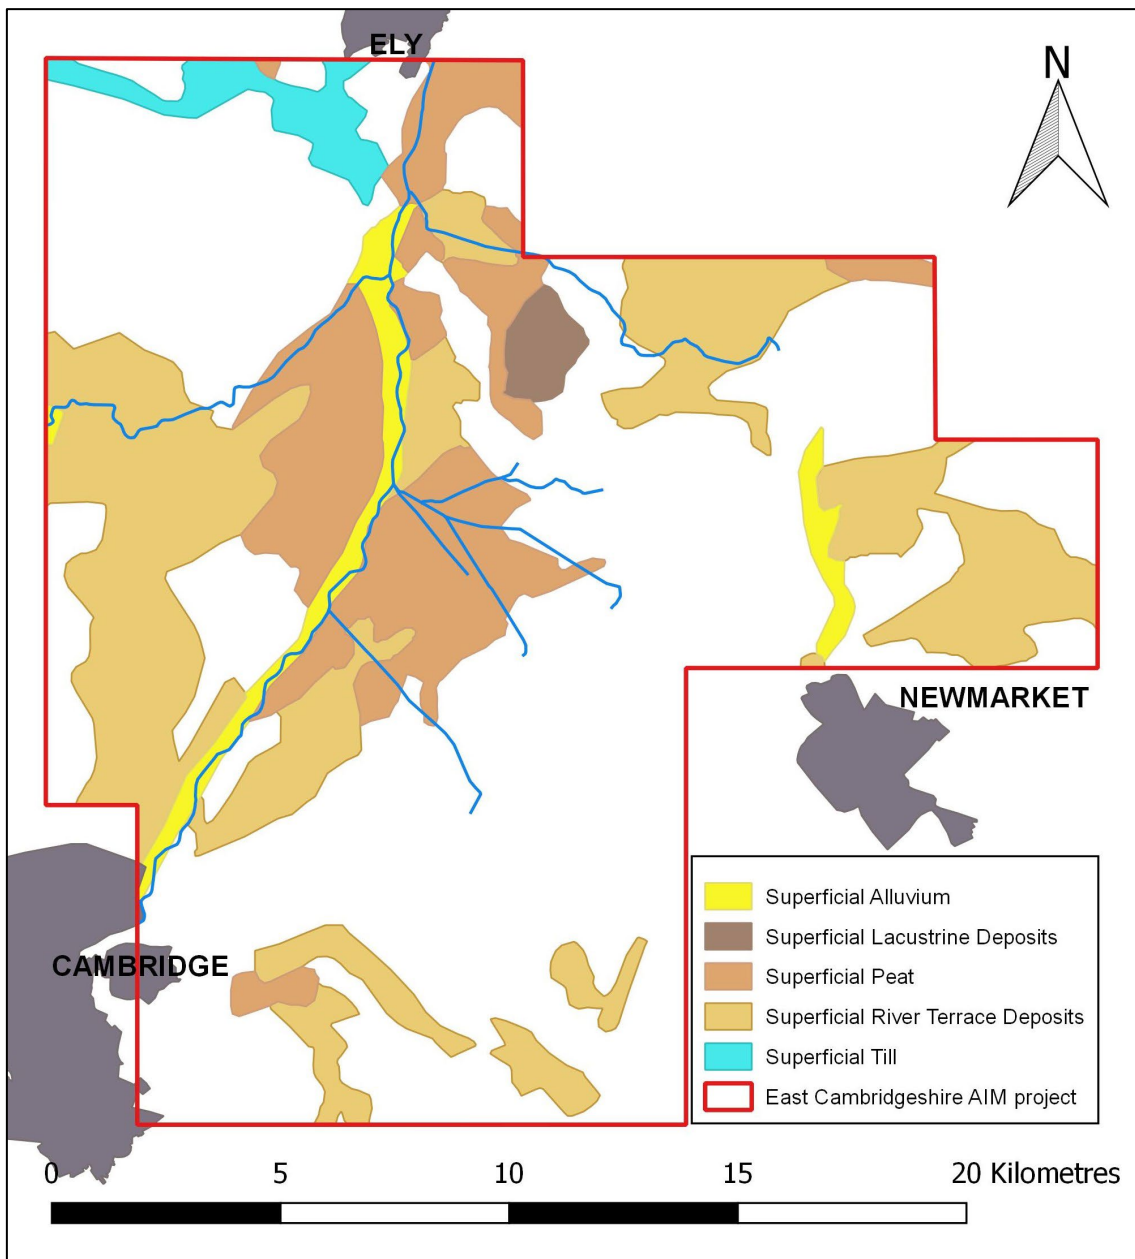 ELY
N
NEWMARKET
CAMBRIDGE
Superficial Alluvium
Superficial Lacustrine Deposits
Superficial Peat
Superficial River Terrace Deposits
Superficial Till
East Cambridgeshire AIM project
0 5 10 15 20 Kilometres